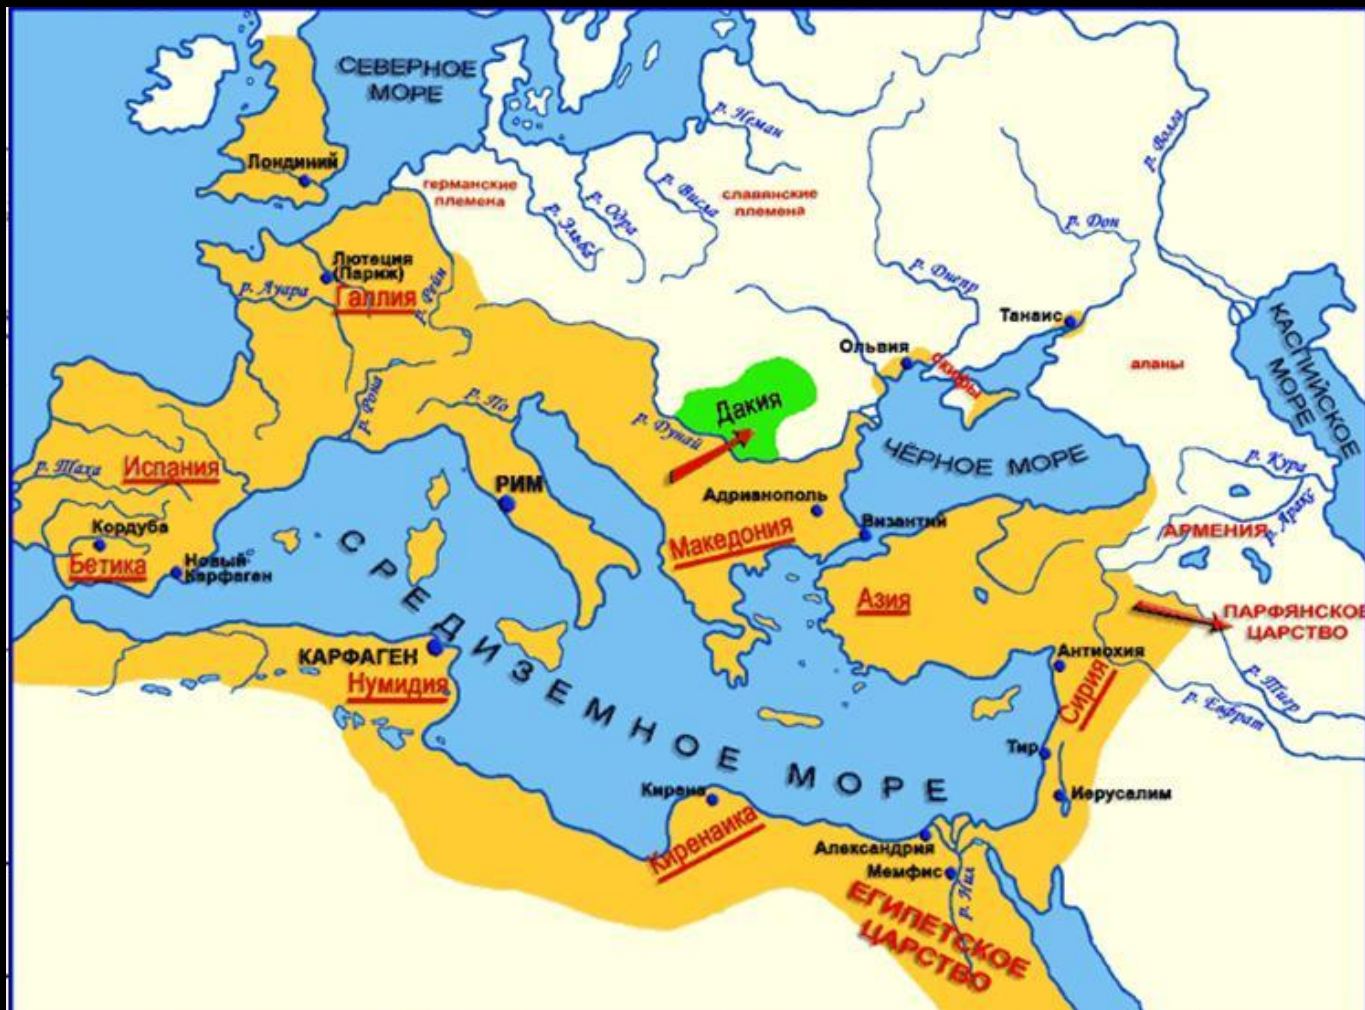 СЕВЕРНОЕ
МОРЕ
р. Неман
р. Волга
Лондиний
германские
племена
р. Эльба
р. Одра
р. Висла
славянские
племена
р. Дон
Лютеция
(Париж)
р. Луара
Галлия
р. Рейн
р. Днепр
Танаис
Ольвия
скифы
аланы
КАСПИЙСКОЕ
МОРЕ
р. Рона
р. По
р. Дунай
Дакия
ЧЁРНОЕ МОРЕ
р. Кура
р. Аракс
р. Таха
Испания
РИМ
Адрианополь
Византий
АРМЕНИЯ
Кордуба
Бетика
Новый
Карфаген
Македония
Азия
ПАРФЯНСКОЕ
ЦАРСТВО
КАРФАГЕН
Нумидия
СРЕДИЗЕМНОЕ МОРЕ
Антиохия
Сирия
р. Тигр
р. Евфрат
Тир
Кирена
Киренаика
Иерусалим
Александрия
Мемфис
р. Нил
ЕГИПЕТСКОЕ
ЦАРСТВО